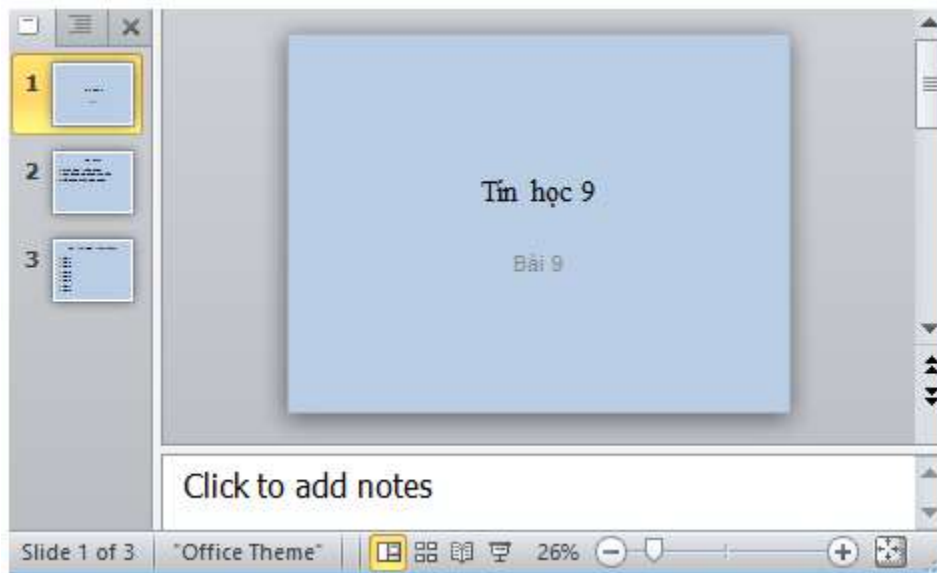 1
2
3
Tin học 9
Bài 9
Click to add notes
Slide 1 of 3
"Office Theme"
26%